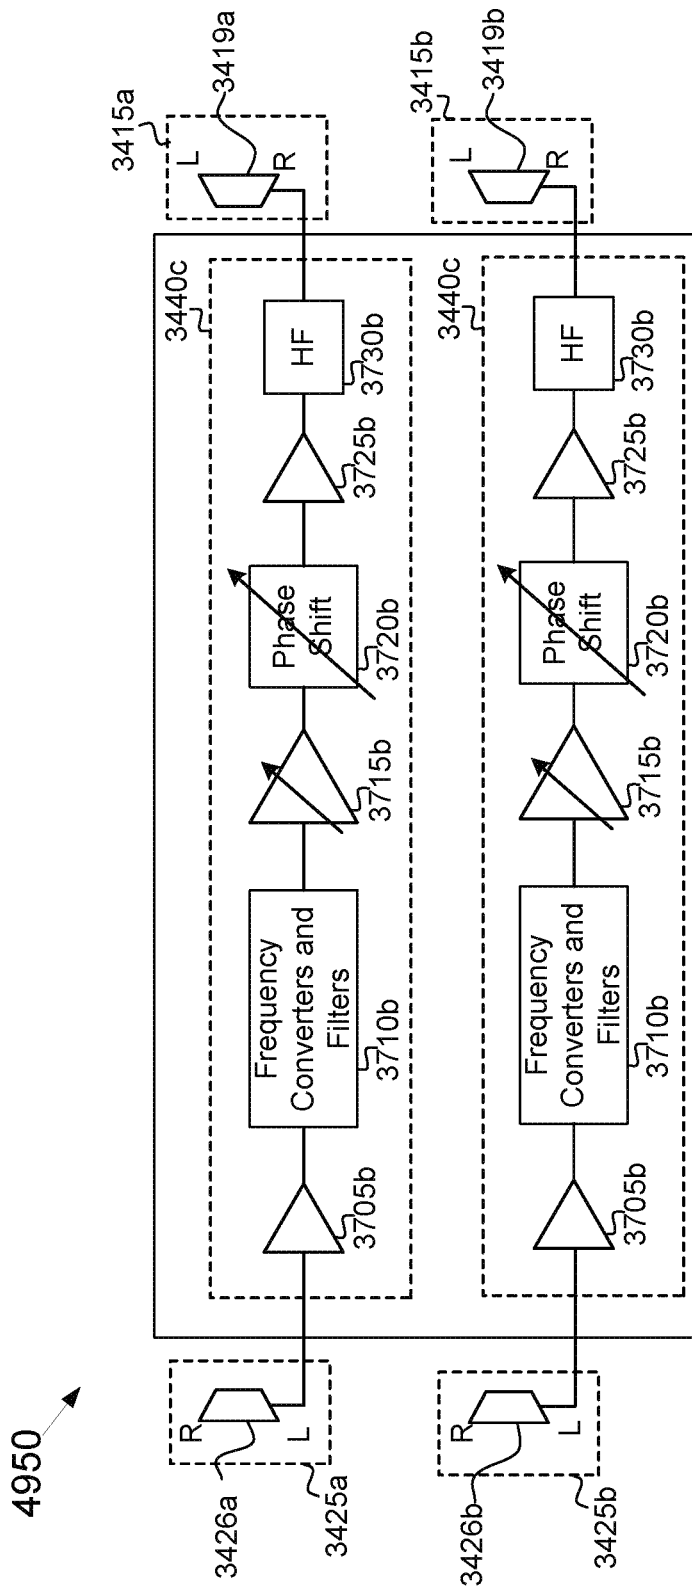 4950
3425a
3426a
R
L
3440c
3705b
Frequency
Converters and
Filters
3710b
3715b
Phase
Shift
3720b
3725b
HF
3730b
3415a
3419a
L
R
3425b
3426b
R
L
3440c
3705b
Frequency
Converters and
Filters
3710b
3715b
Phase
Shift
3720b
3725b
HF
3730b
3415b
3419b
L
R